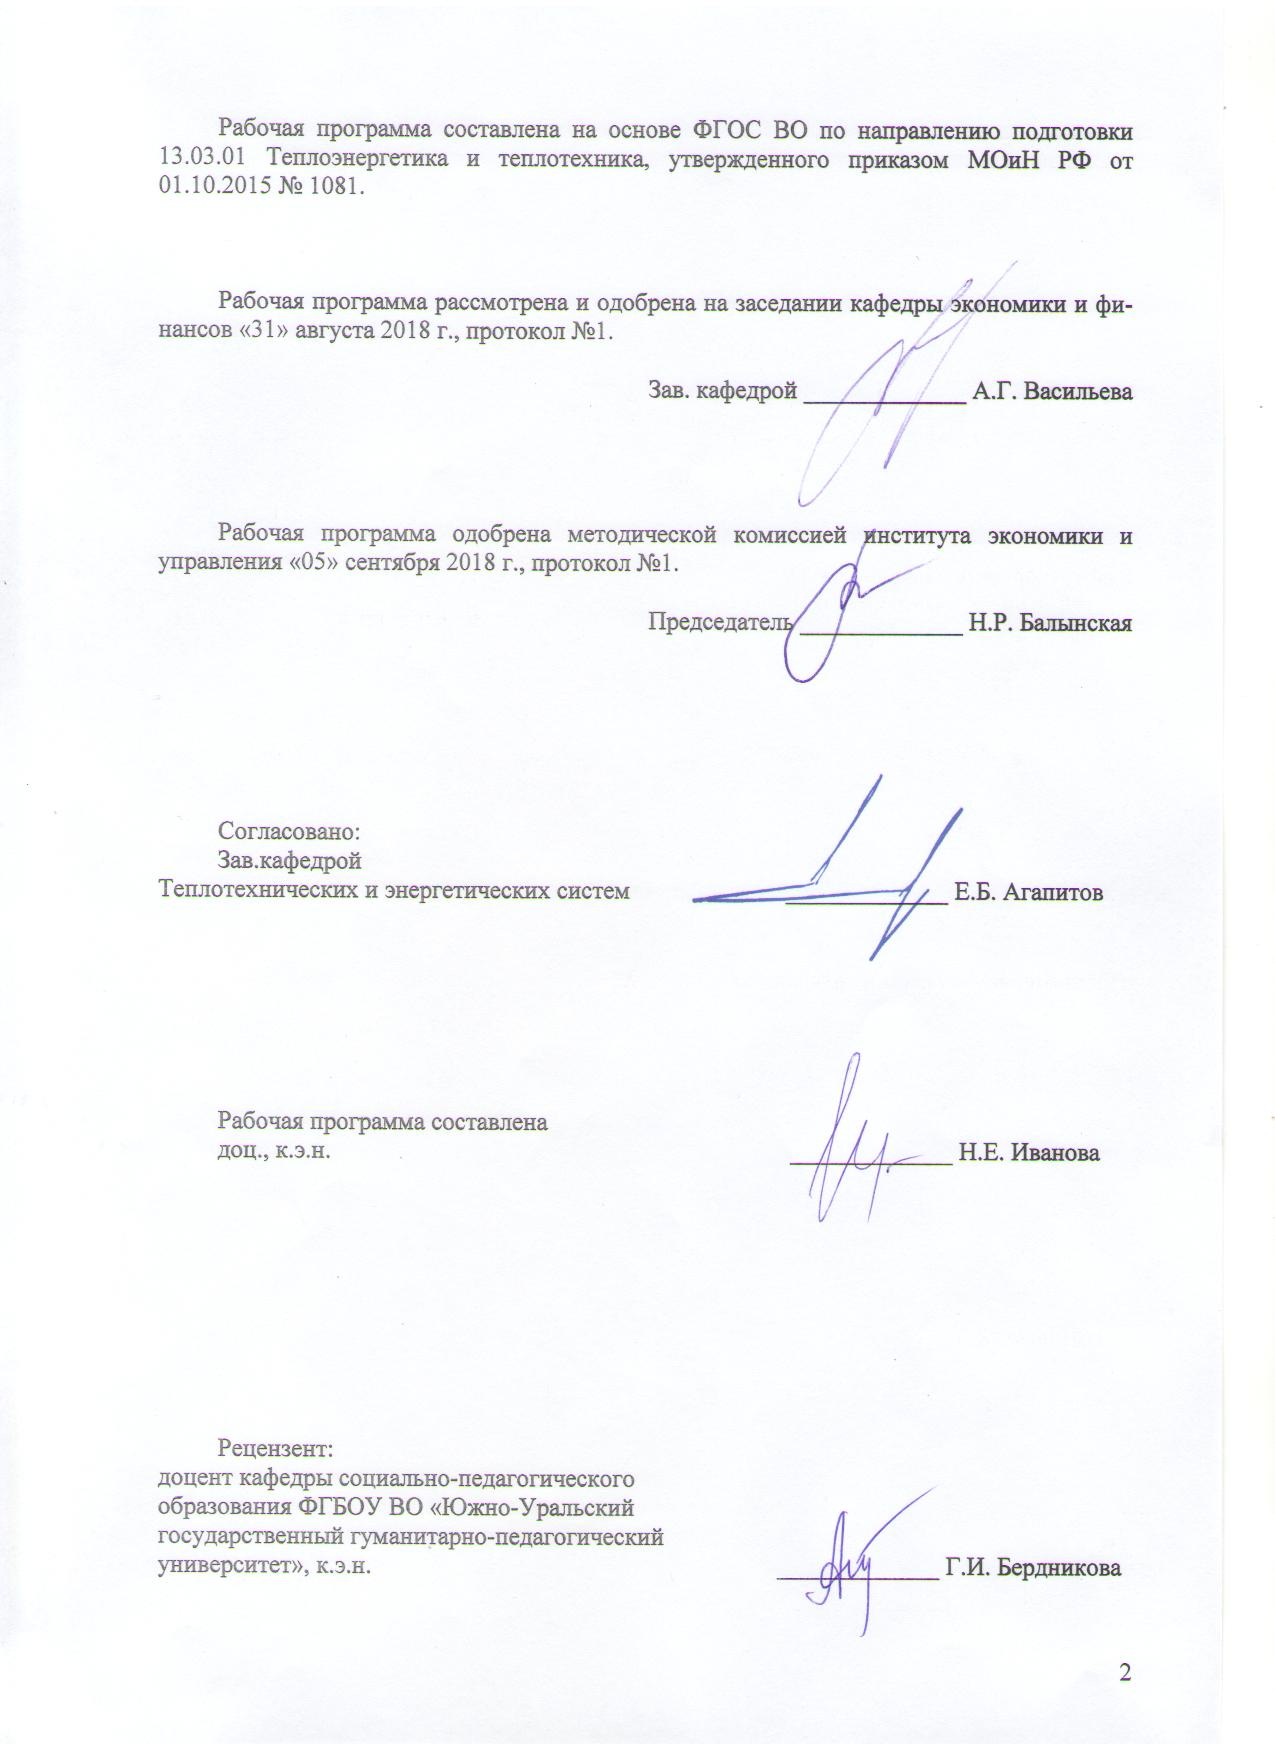 Рабочая программа составлена на основе ФГОС ВО по направлению подготовки
13.03.01 Теплоэнергетика и теплотехника, утвержденного приказом МОиН РФ от
01.10.2015 № 1081.
Рабочая программа рассмотрена и одобрена на заседании кафедры экономики и фи-
нансов «31» августа 2018 г., протокол №1.
Зав. кафедрой _____________ А.Г. Васильева
Рабочая программа одобрена методической комиссией института экономики и
управления «05» сентября 2018 г., протокол №1.
Председатель _____________ Н.Р. Балынская
Согласовано:
Зав.кафедрой
Теплотехнических и энергетических систем _____________ Е.Б. Агапитов
Рабочая программа составлена
доц., к.э.н. _____________ Н.Е. Иванова
Рецензент:
доцент кафедры социально-педагогического
образования ФГБОУ ВО «Южно-Уральский
государственный гуманитарно-педагогический
университет», к.э.н. _____________ Г.И. Бердникова
2